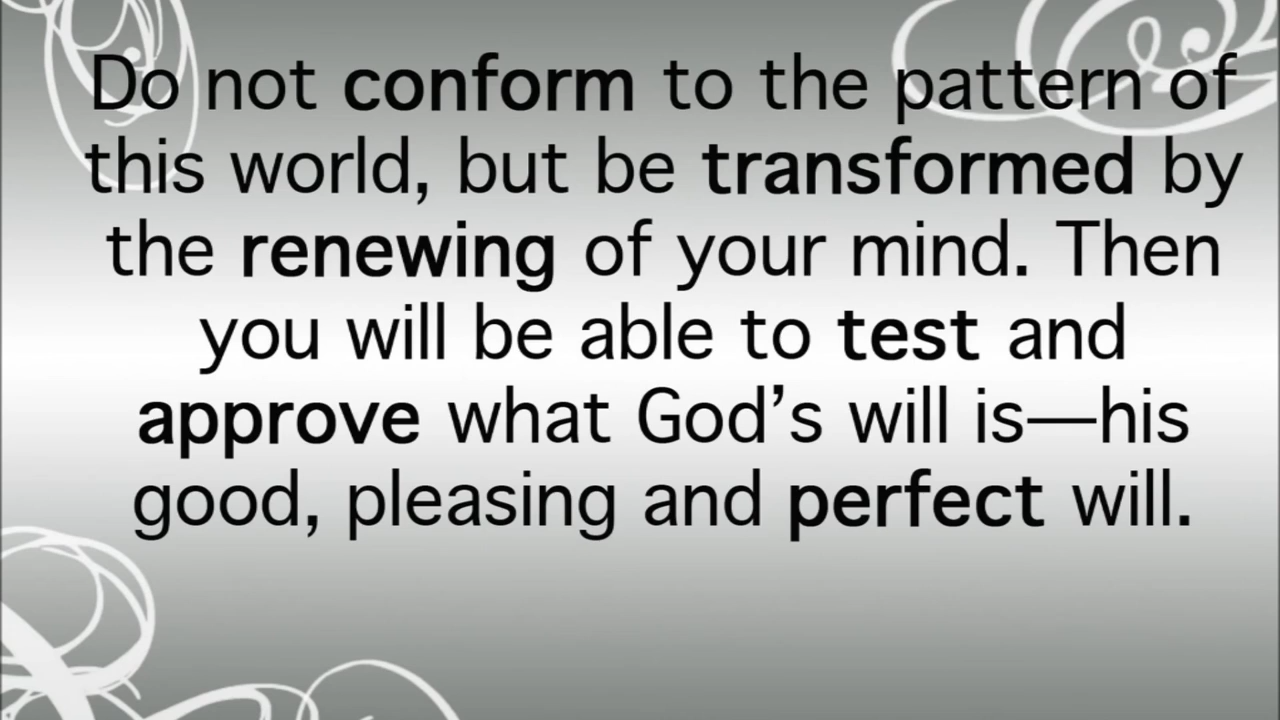 Do not conform to the pattern of
this world, but be transformed by
the renewing of your mind. Then
you will be able to test and
approve what God’s will is—his
good, pleasing and perfect will.